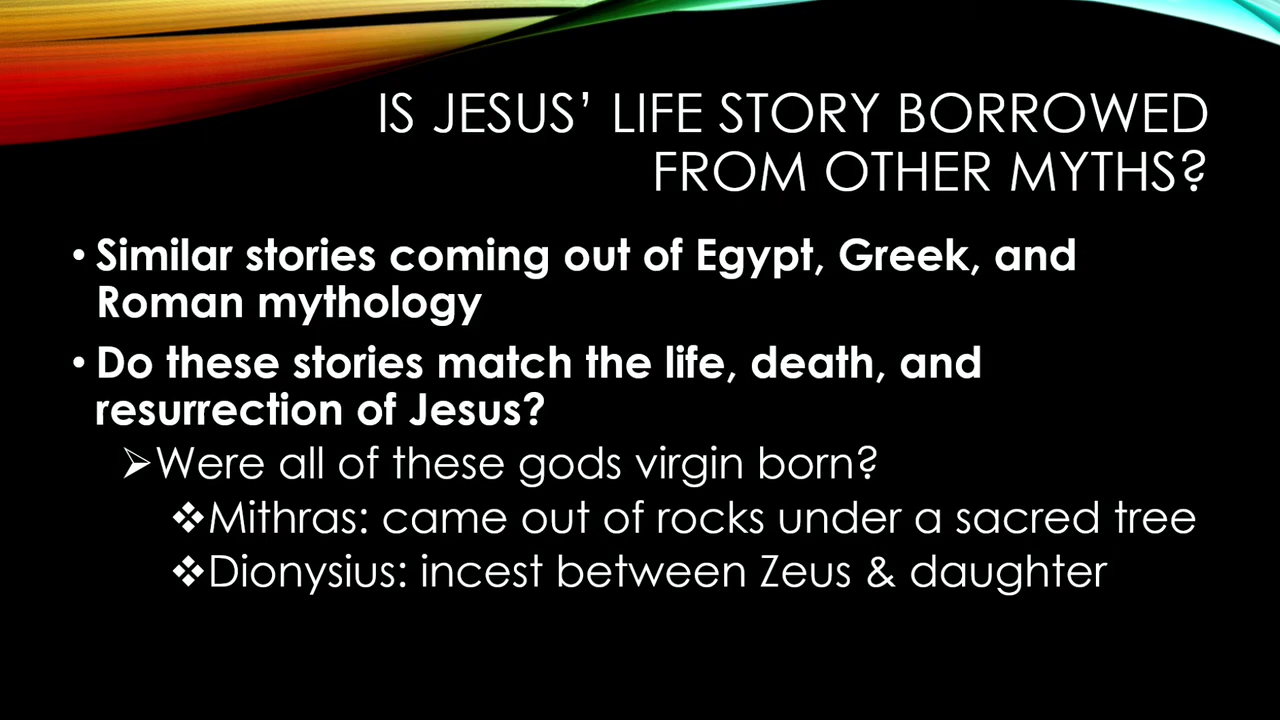 IS JESUS’ LIFE STORY BORROWED
FROM OTHER MYTHS?
• Similar stories coming out of Egypt, Greek, and
Roman mythology
• Do these stories match the life, death, and
resurrection of Jesus?
➢Were all of these gods virgin born?
❖Mithras: came out of rocks under a sacred tree
❖Dionysius: incest between Zeus & daughter